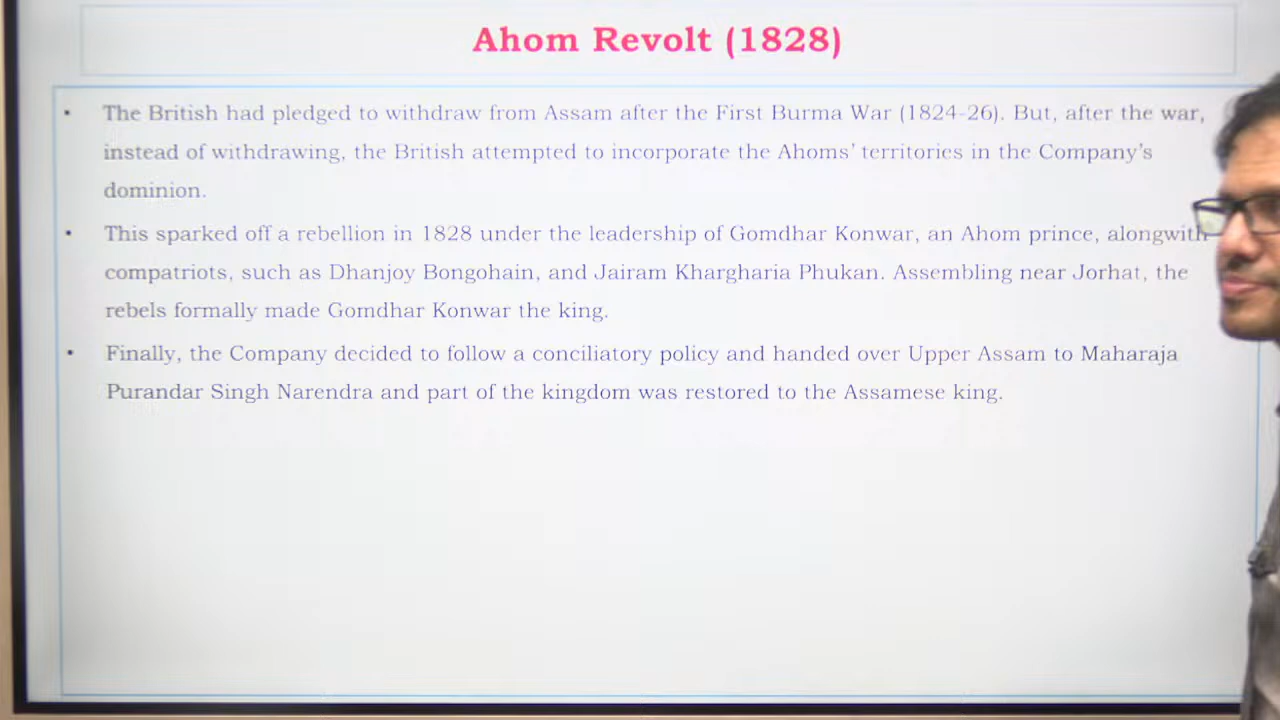 Ahom Revolt (1828)
• The British had pledged to withdraw from Assam after the First Burma War (1824-26). But, after the war,
instead of withdrawing, the British attempted to incorporate the Ahoms' territories in the Company's
dominion.
• This sparked off a rebellion in 1828 under the leadership of Gomdhar Konwar, an Ahom prince, alongwith
compatriots, such as Dhanjoy Bongohain, and Jairam Khargharia Phukan. Assembling near Jorhat, the
rebels formally made Gomdhar Konwar the king.
• Finally, the Company decided to follow a conciliatory policy and handed over Upper Assam to Maharaja
Purandar Singh Narendra and part of the kingdom was restored to the Assamese king.